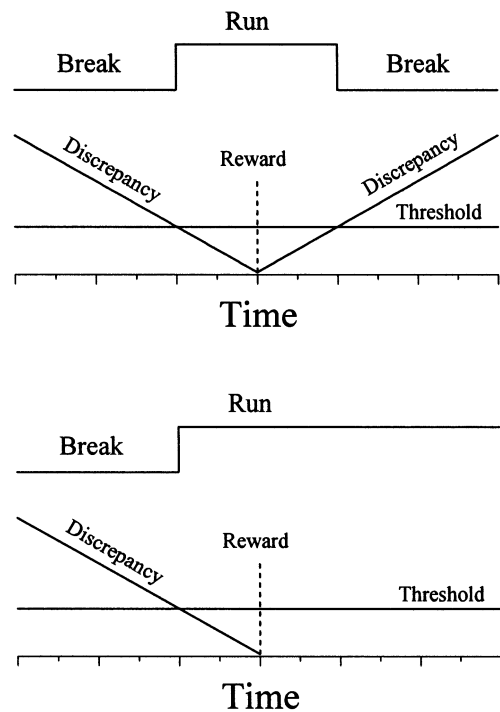 Run
Break
Break
Discrepancy
Reward
Discrepancy
Threshold
Time
Run
Break
Discrepancy
Reward
Threshold
Time